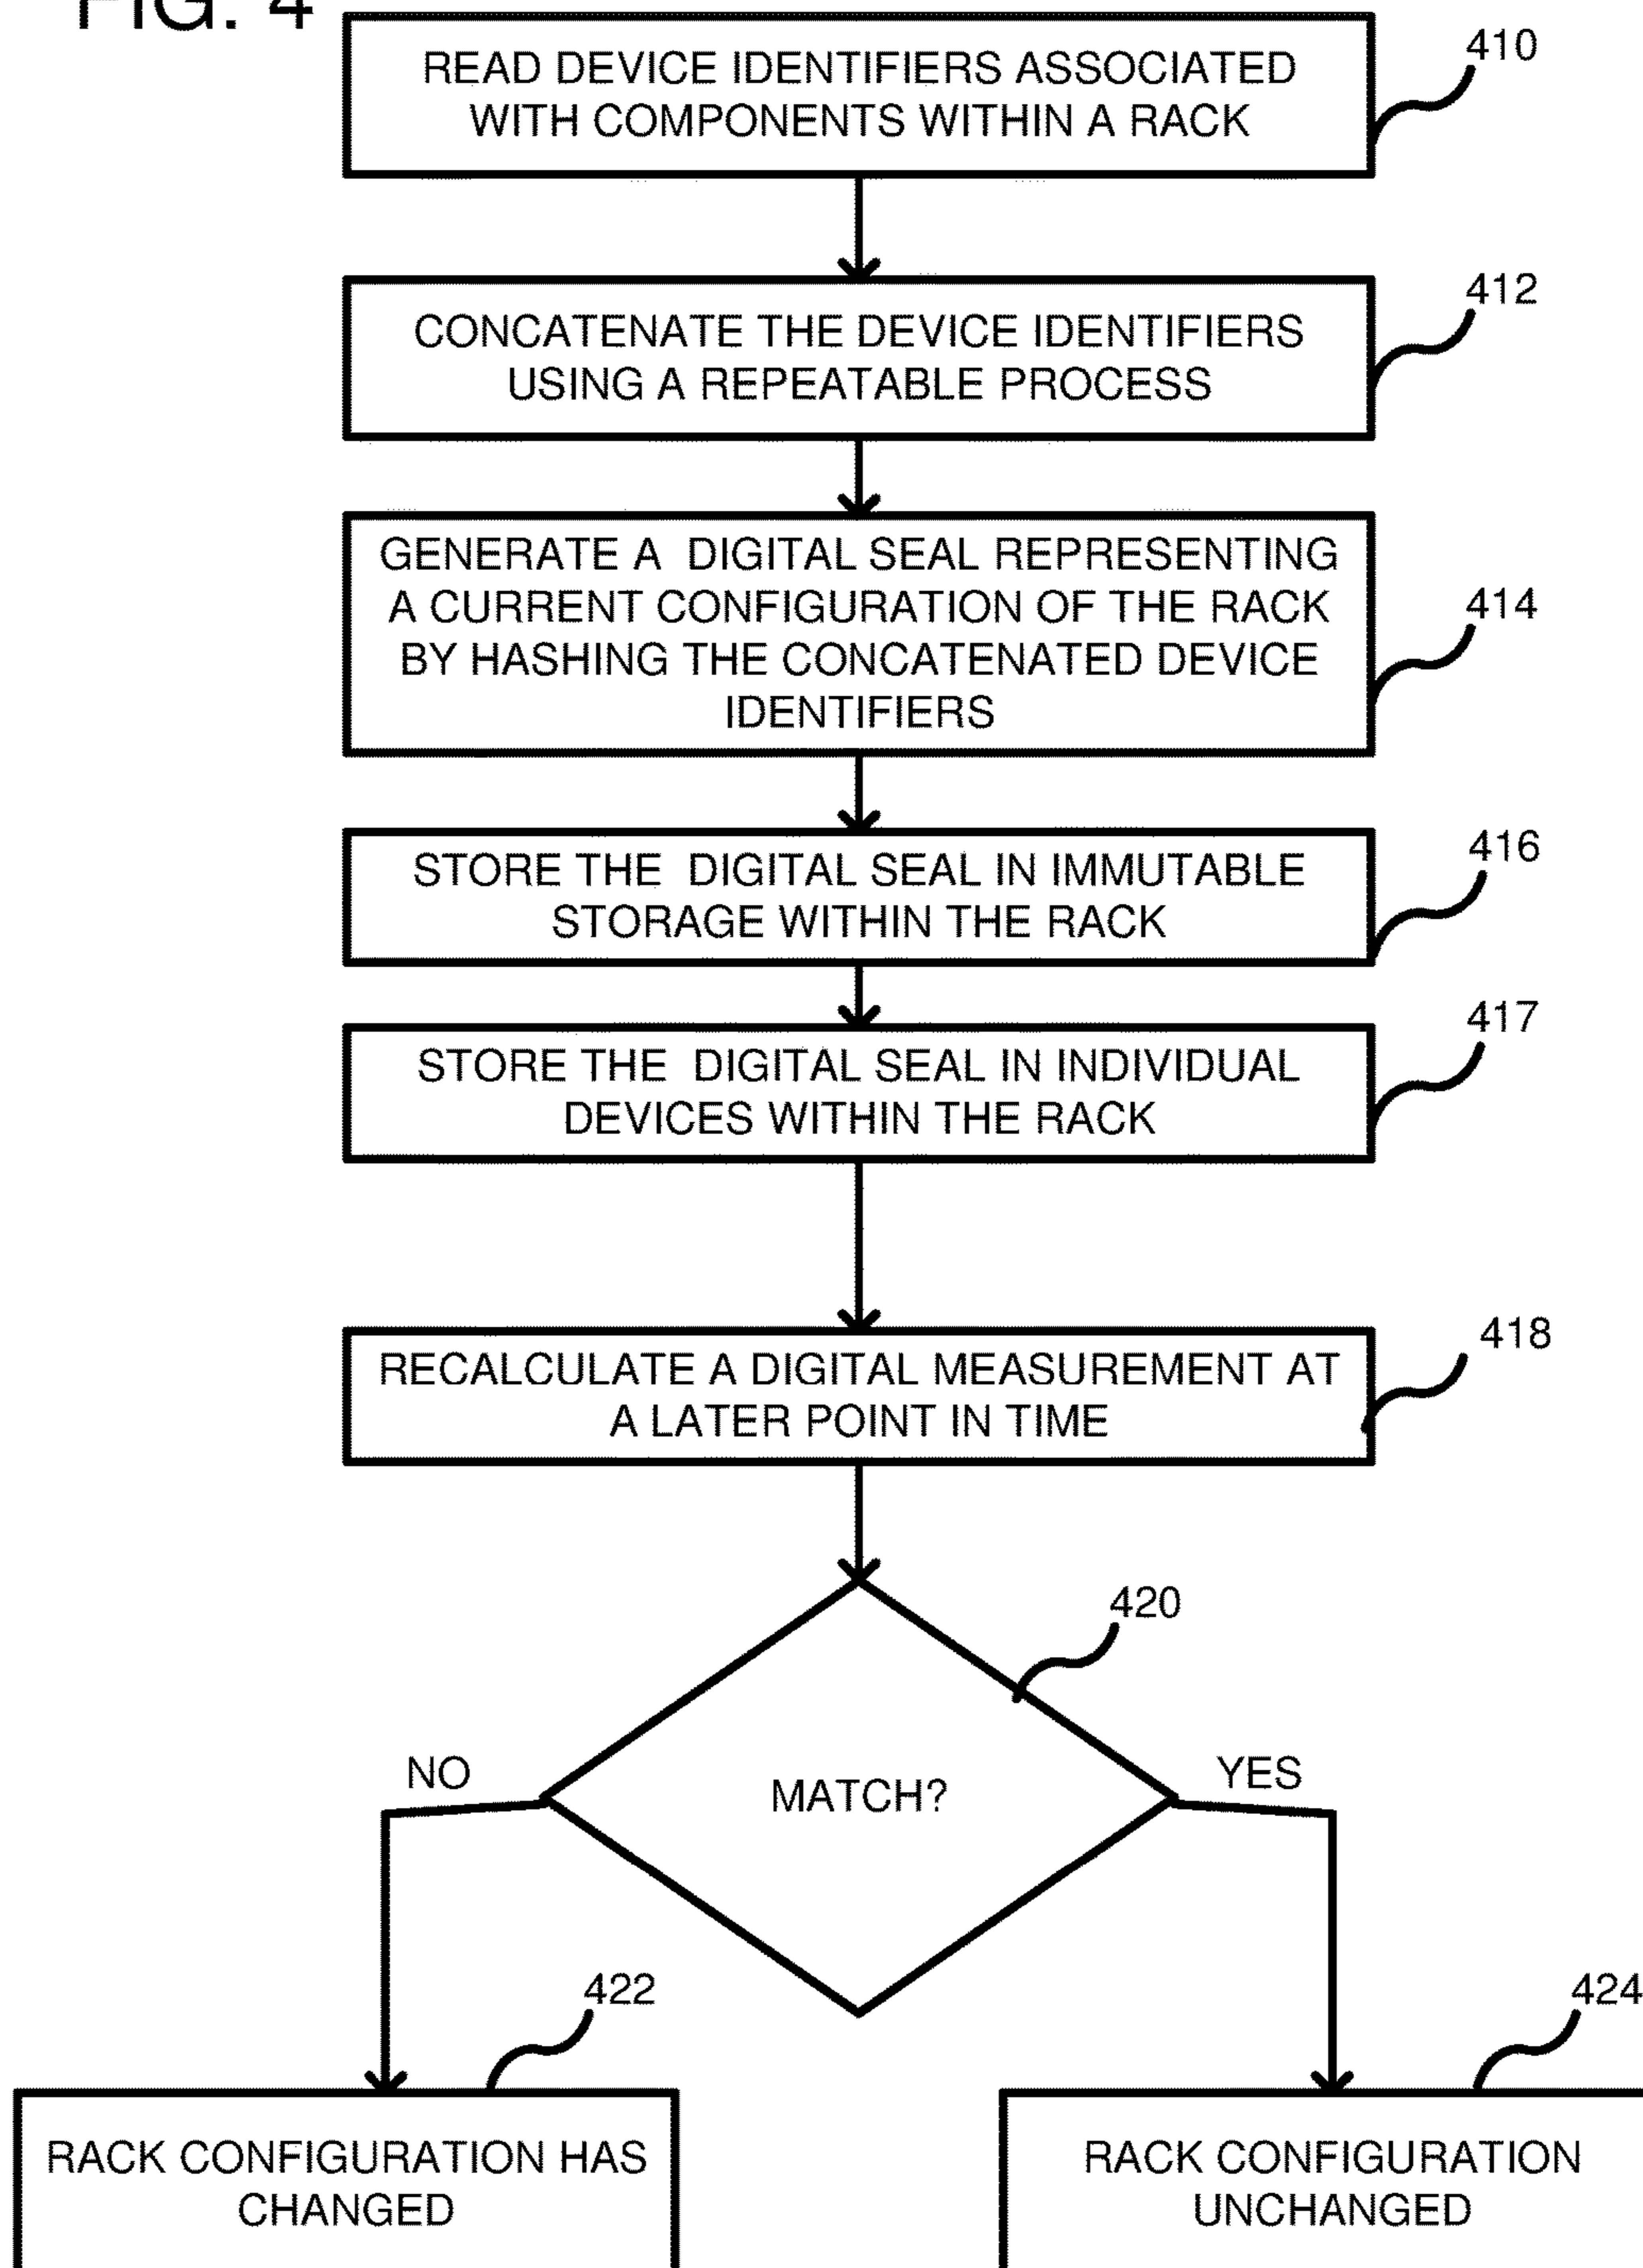 FIG. 4
READ DEVICE IDENTIFIERS ASSOCIATED
WITH COMPONENTS WITHIN A RACK
410
CONCATENATE THE DEVICE IDENTIFIERS
USING A REPEATABLE PROCESS
412
GENERATE A DIGITAL SEAL REPRESENTING
A CURRENT CONFIGURATION OF THE RACK
BY HASHING THE CONCATENATED DEVICE
IDENTIFIERS
414
STORE THE DIGITAL SEAL IN IMMUTABLE
STORAGE WITHIN THE RACK
416
STORE THE DIGITAL SEAL IN INDIVIDUAL
DEVICES WITHIN THE RACK
417
RECALCULATE A DIGITAL MEASUREMENT AT
A LATER POINT IN TIME
418
420
MATCH?
NO
YES
422
424
RACK CONFIGURATION HAS
CHANGED
RACK CONFIGURATION
UNCHANGED